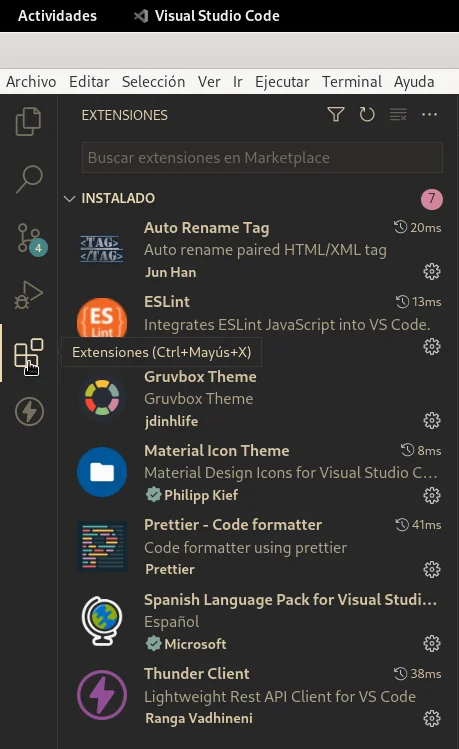 Actividades
Visual Studio Code
Archivo Editar Selección Ver Ir Ejecutar Terminal Ayuda
EXTENSIONES
Buscar extensiones en Marketplace
INSTALADO 7
Auto Rename Tag 20ms
<TAG>
</TAG>
Auto rename paired HTML/XML tag
Jun Han
4
ESLint 13ms
{ES
Lint
Integrates ESLint JavaScript into VS Code.
Extensiones (Ctrl+Mayús+X)
Gruvbox Theme
Gruvbox Theme
jdinhlife
Material Icon Theme 8ms
Material Design Icons for Visual Studio C...
Philipp Kief
Prettier - Code formatter 41ms
Code formatter using prettier
Prettier
Spanish Language Pack for Visual Studi...
Español
Microsoft
Thunder Client 38ms
Lightweight Rest API Client for VS Code
Ranga Vadhineni